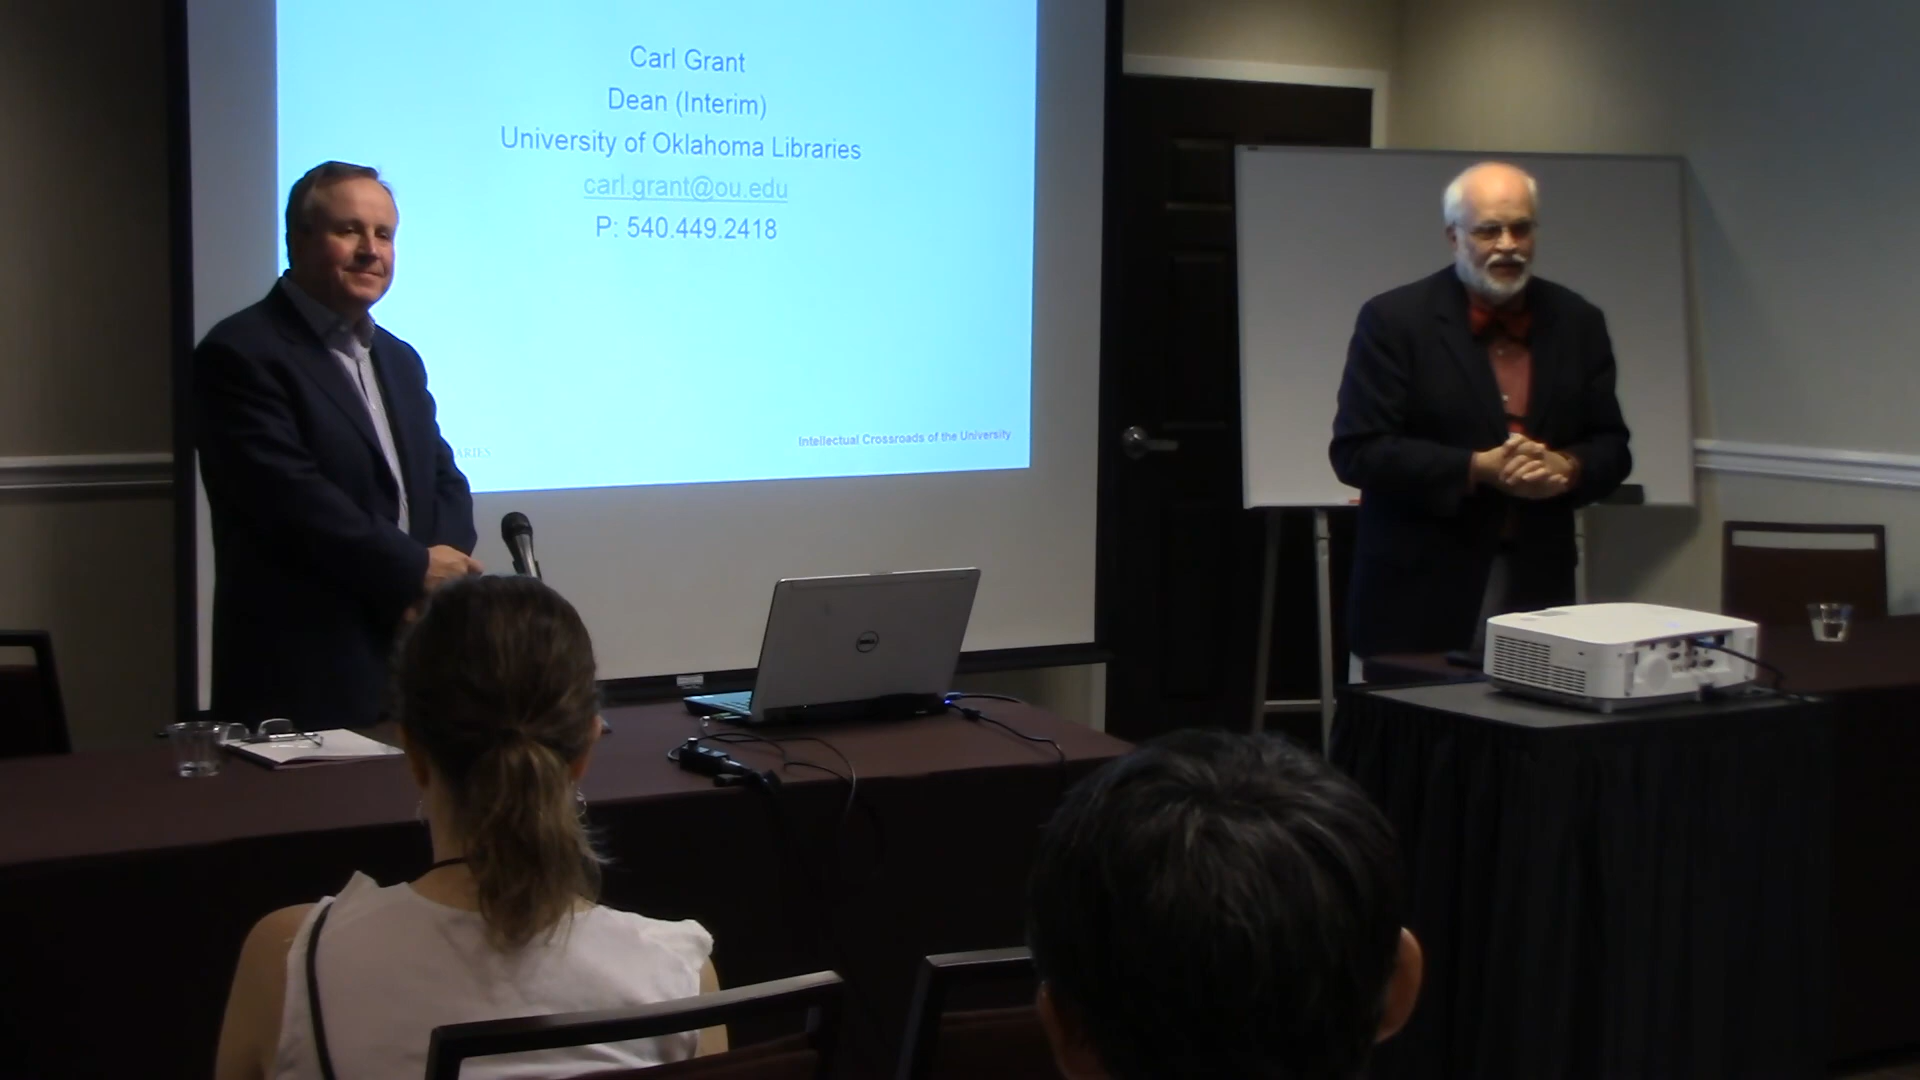 Carl Grant
Dean (Interim)
University of Oklahoma Libraries
carl.grant@ou.edu
P: 540.449.2418
ARIES
Intellectual Crossroads of the University
DELL